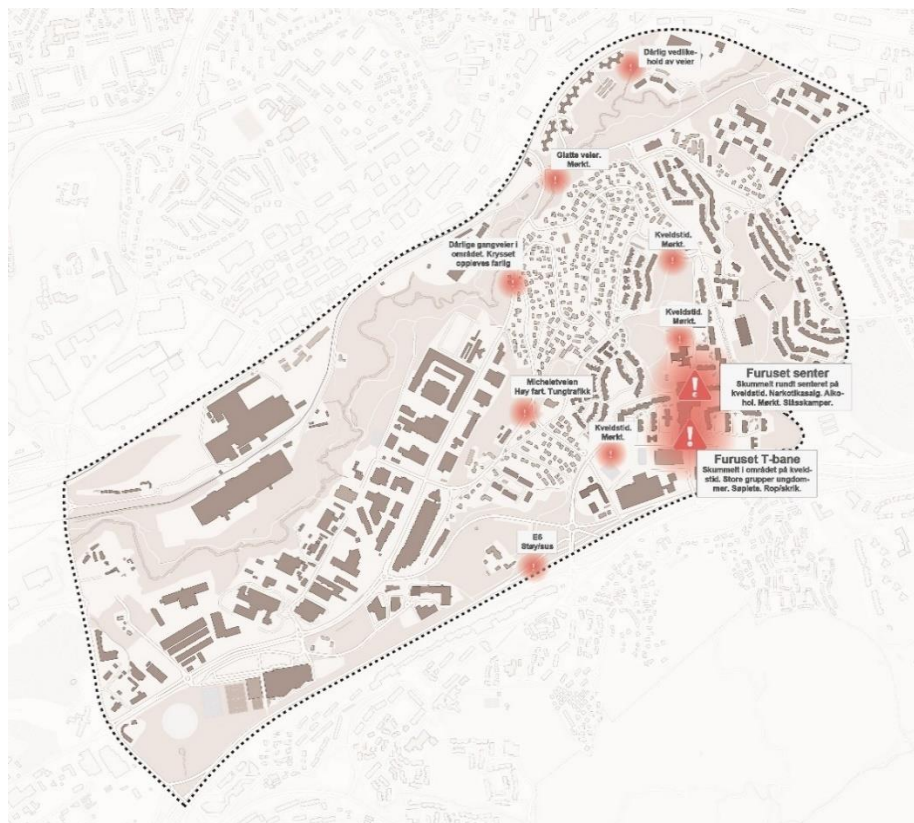 Dårlig vedlike-
hold av veier
Glatte veier.
Mørkt.
Dårlige gangveier i
området. Krysset
oppleves farlig
Kveldstid.
Mørkt.
Kveldstid.
Mørkt.
Furuset senter
Skummelt rundt senteret på
kveldstid. Narkotikasalg. Alko-
hol. Mørkt. Slåsskamper.
Micheletveien
Høy fart. Tungtrafikk
Kveldstid.
Mørkt.
Furuset T-bane
Skummelt i området på kveld-
stid. Store grupper ungdom-
mer. Søplete. Rop/skrik.
E6
Støy/sus